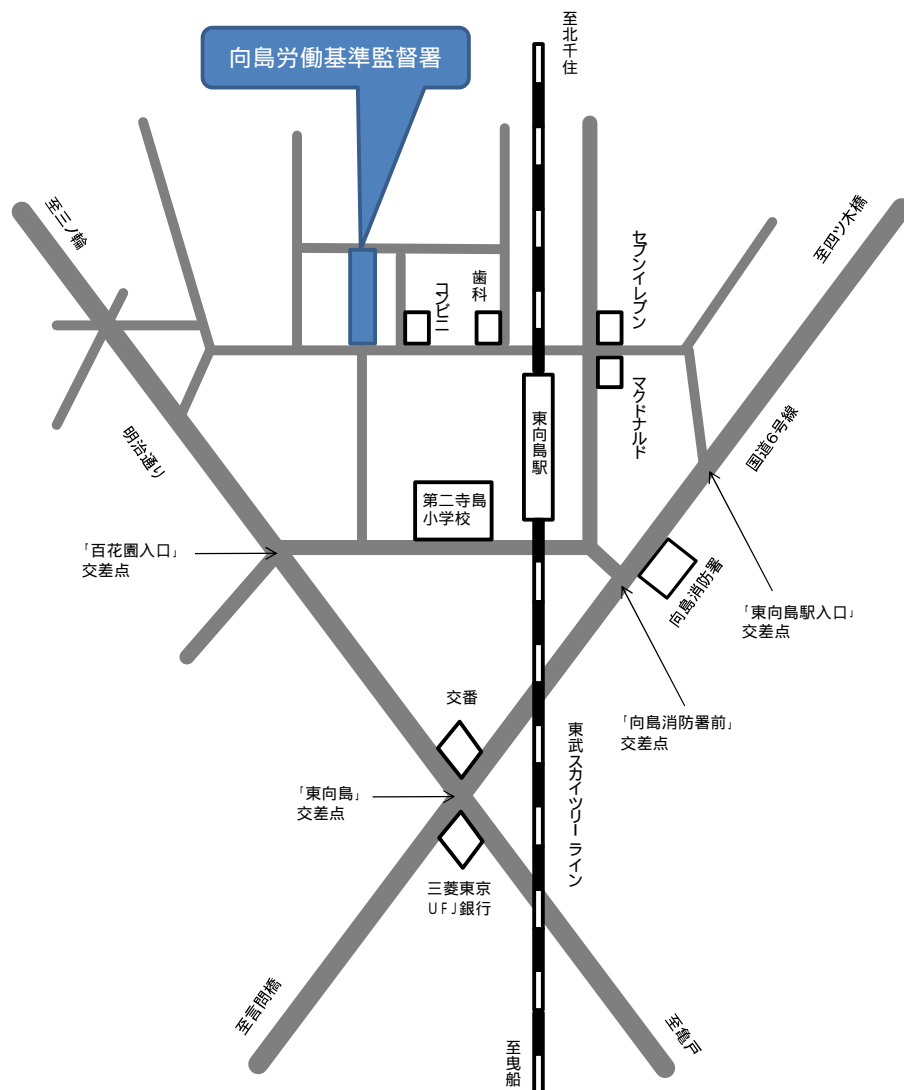 向島労働基準監督署
至北千住
至三ノ輪
至四ツ木橋
セブンイレブン
コンビニ
歯科
マクドナルド
東向島駅
国道6号線
明治通り
第二寺島
小学校
「百花園入口」
交差点
向島消防署
「東向島駅入口」
交差点
「向島消防署前」
交差点
交番
東武スカイツリーライン
「東向島」
交差点
三菱東京
UFJ銀行
至言問橋
至亀戸
至曳船